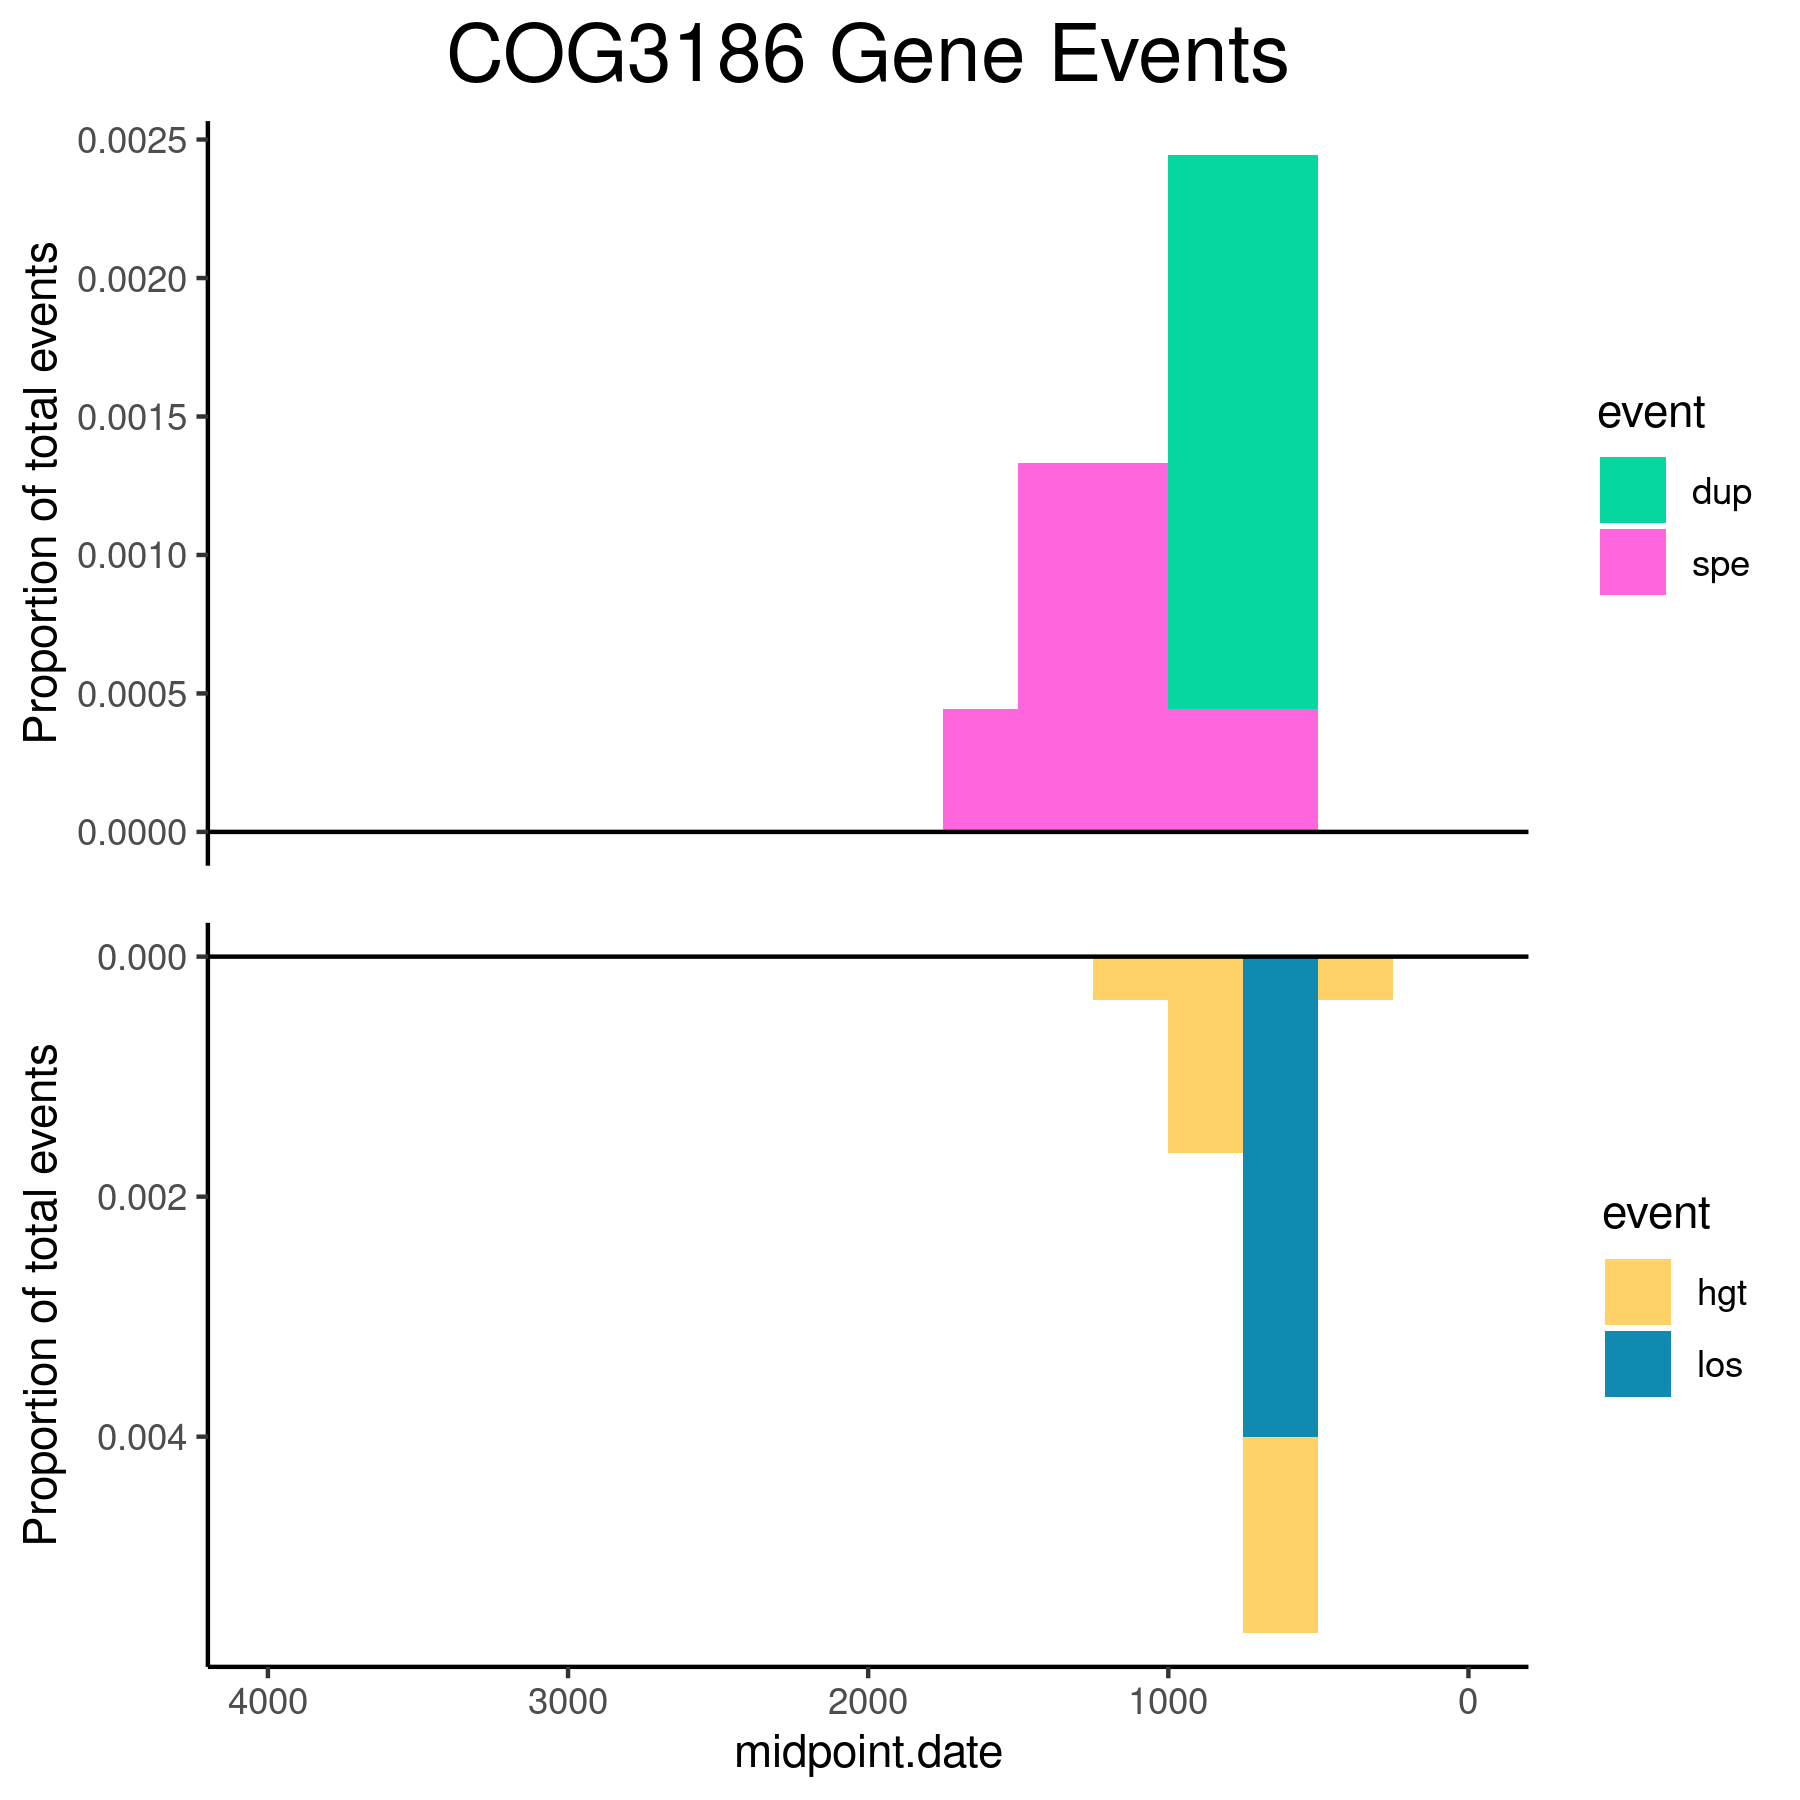 COG3186 Gene Events
Proportion of total events
0.0025
0.0020
0.0015
0.0010
0.0005
0.0000
event
dup
spe
Proportion of total events
0.000
0.002
0.004
event
hgt
los
4000
3000
2000
1000
0
midpoint.date